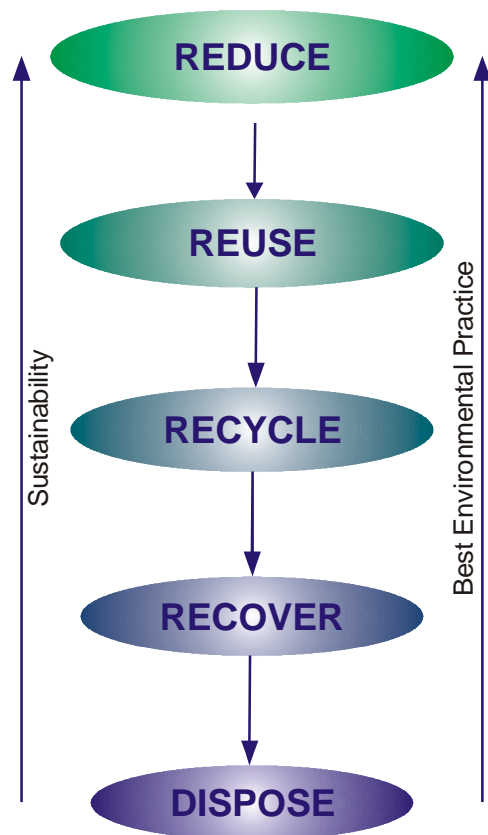 REDUCE
REUSE
RECYCLE
RECOVER
DISPOSE
Sustainability
Best Environmental Practice